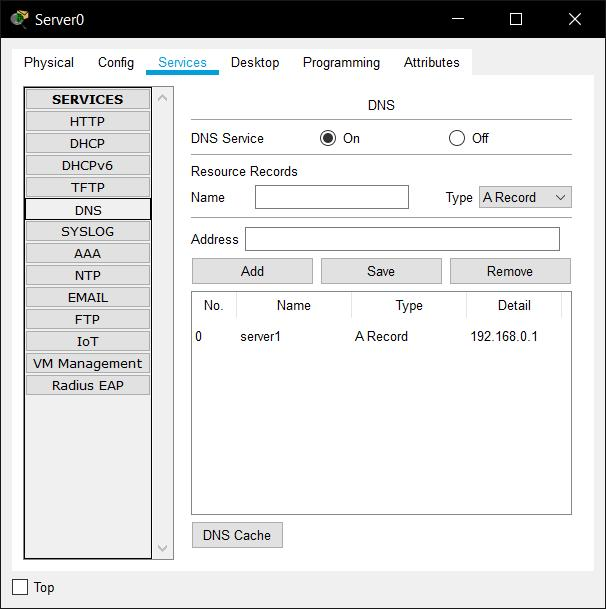 Server0
Physical Config Services Desktop Programming Attributes
SERVICES
HTTP
DHCP
DHCPv6
TFTP
DNS
SYSLOG
AAA
NTP
EMAIL
FTP
IoT
VM Management
Radius EAP
DNS
DNS Service On Off
Resource Records
Name Type A Record
Address
Add Save Remove
No. Name Type Detail
0 server1 A Record 192.168.0.1
DNS Cache
Top